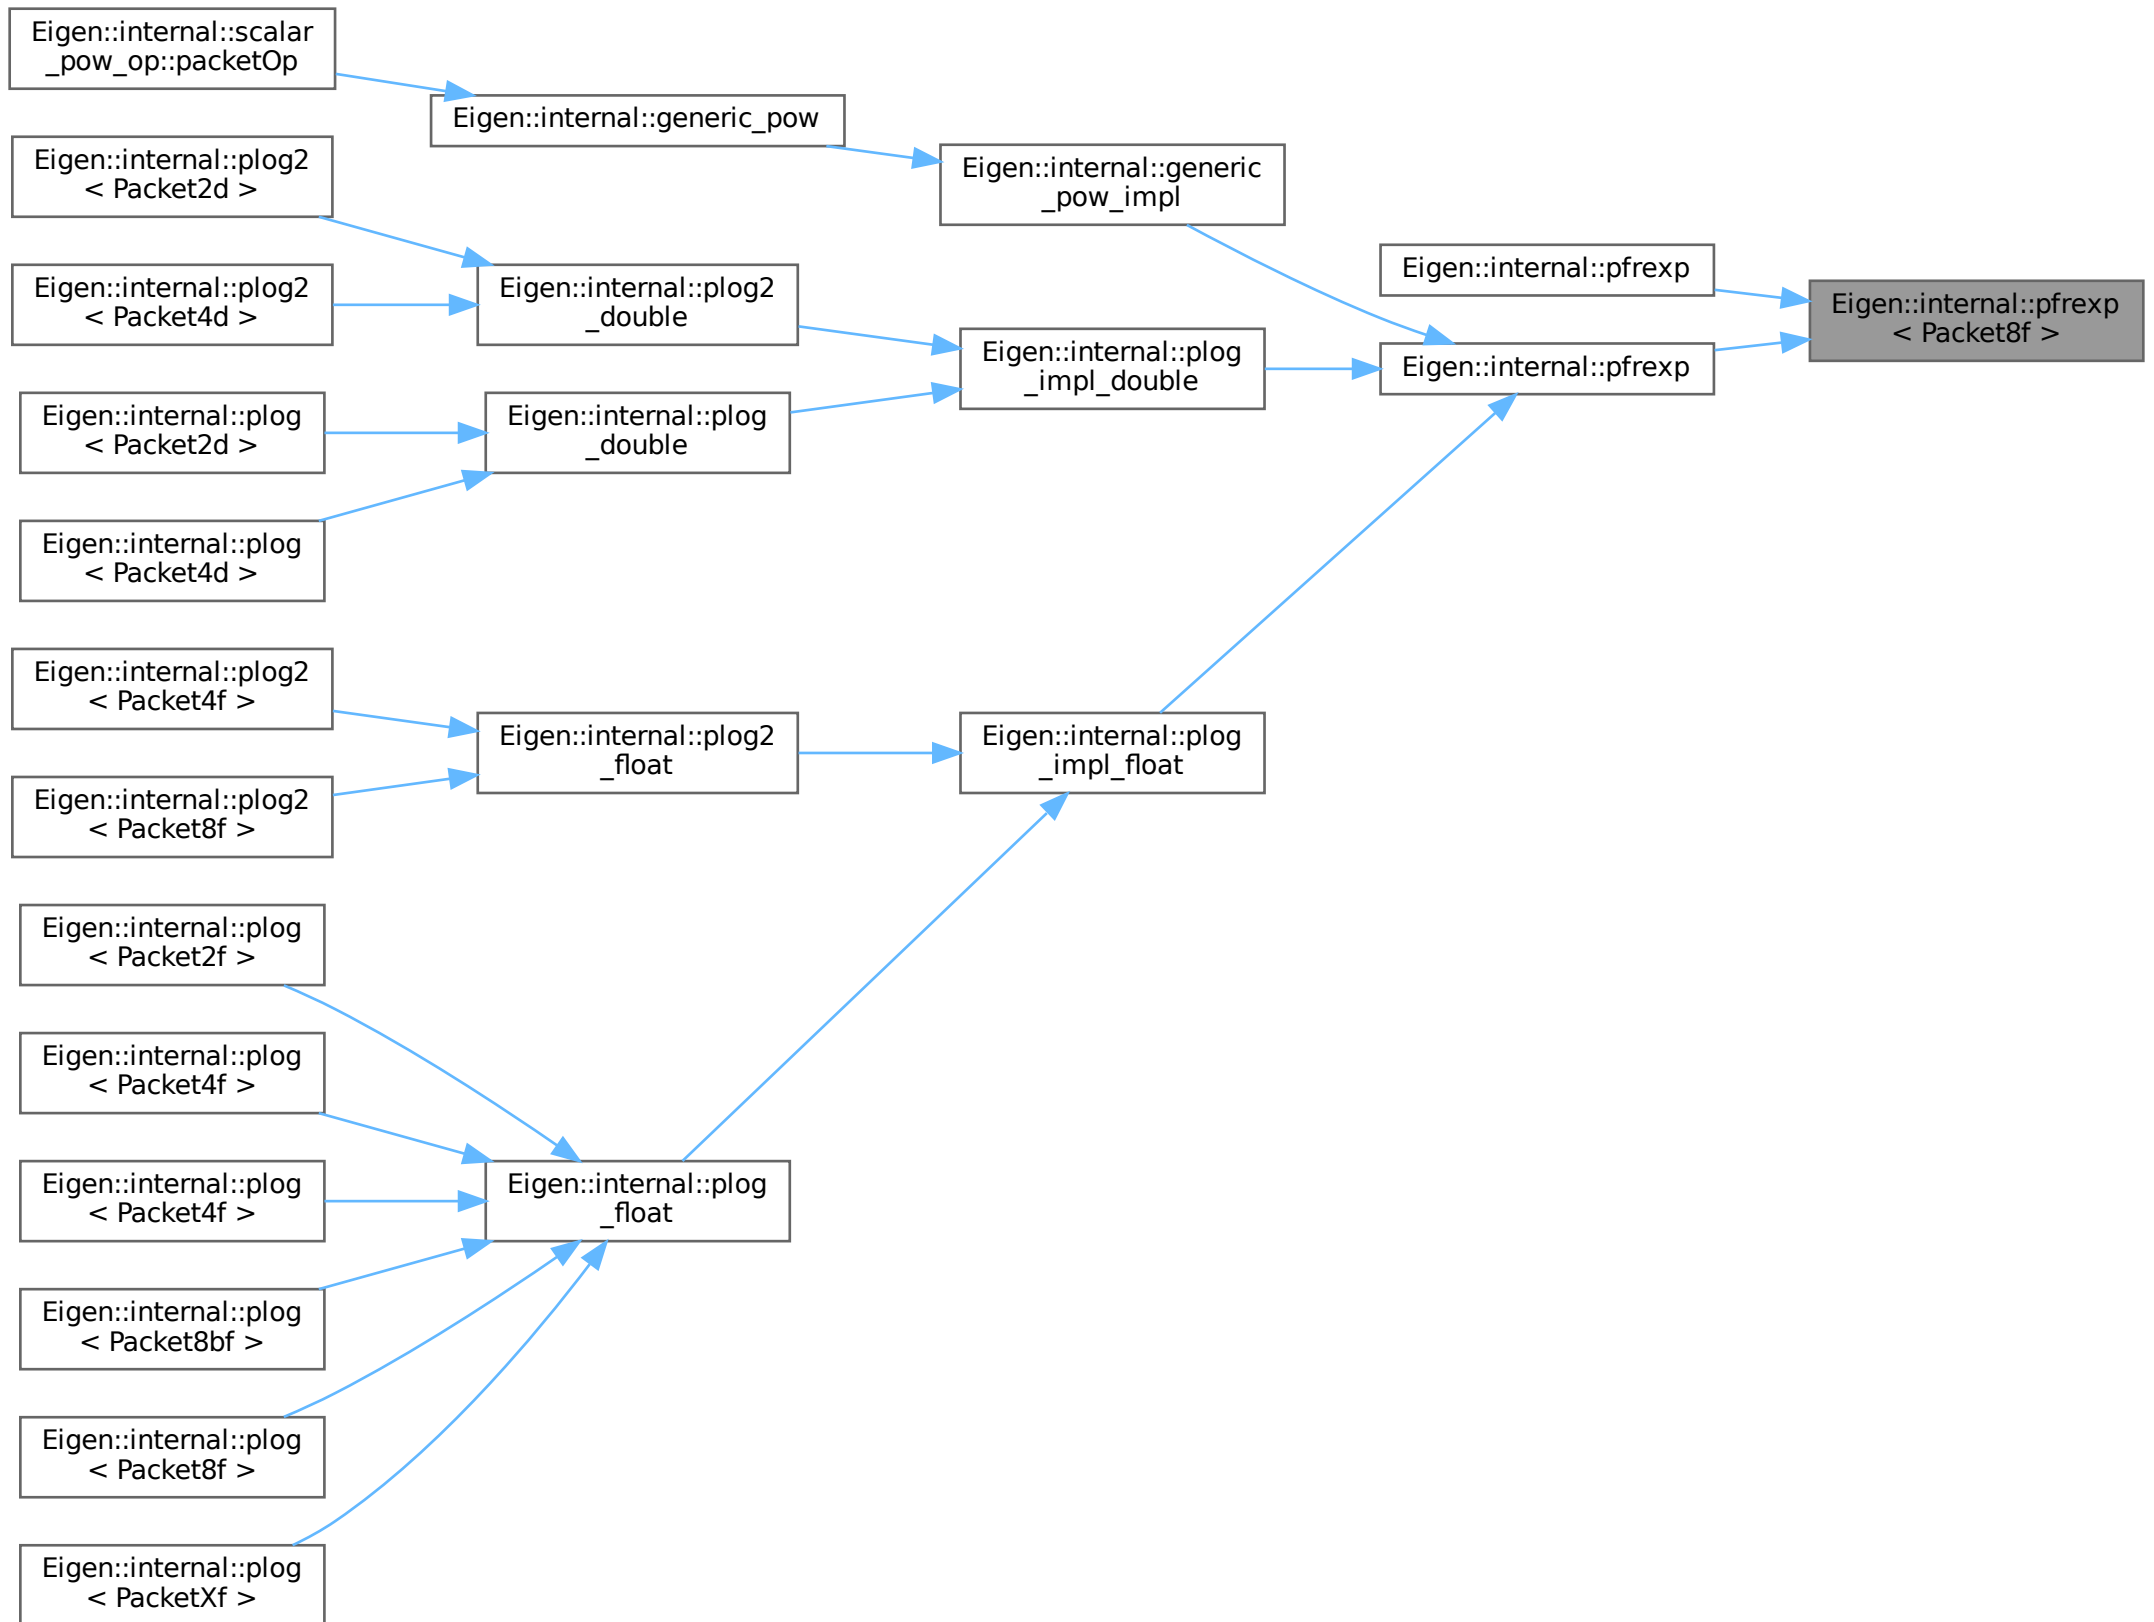 Eigen::internal::scalar
_pow_op::packetOp
Eigen::internal::generic_pow
Eigen::internal::plog2
< Packet2d >
Eigen::internal::generic
_pow_impl
Eigen::internal::pfrexp
Eigen::internal::pfrexp
< Packet8f >
Eigen::internal::plog2
< Packet4d >
Eigen::internal::plog2
_double
Eigen::internal::plog
_impl_double
Eigen::internal::pfrexp
Eigen::internal::plog
< Packet2d >
Eigen::internal::plog
_double
Eigen::internal::plog
< Packet4d >
Eigen::internal::plog2
< Packet4f >
Eigen::internal::plog2
_float
Eigen::internal::plog
_impl_float
Eigen::internal::plog2
< Packet8f >
Eigen::internal::plog
< Packet2f >
Eigen::internal::plog
< Packet4f >
Eigen::internal::plog
< Packet4f >
Eigen::internal::plog
_float
Eigen::internal::plog
< Packet8bf >
Eigen::internal::plog
< Packet8f >
Eigen::internal::plog
< PacketXf >